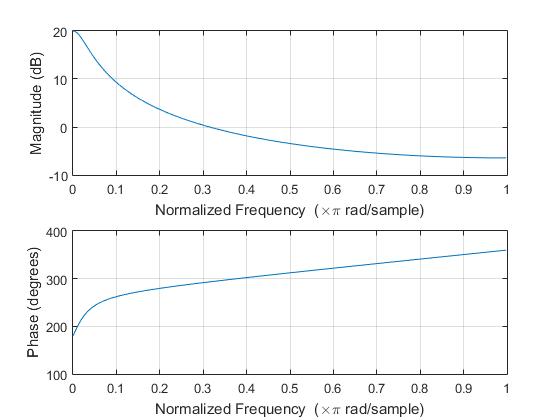 20
10
0
-10
Magnitude (dB)
0 0.1 0.2 0.3 0.4 0.5 0.6 0.7 0.8 0.9 1
Normalized Frequency (×π rad/sample)
400
300
200
100
Phase (degrees)
0 0.1 0.2 0.3 0.4 0.5 0.6 0.7 0.8 0.9 1
Normalized Frequency (×π rad/sample)